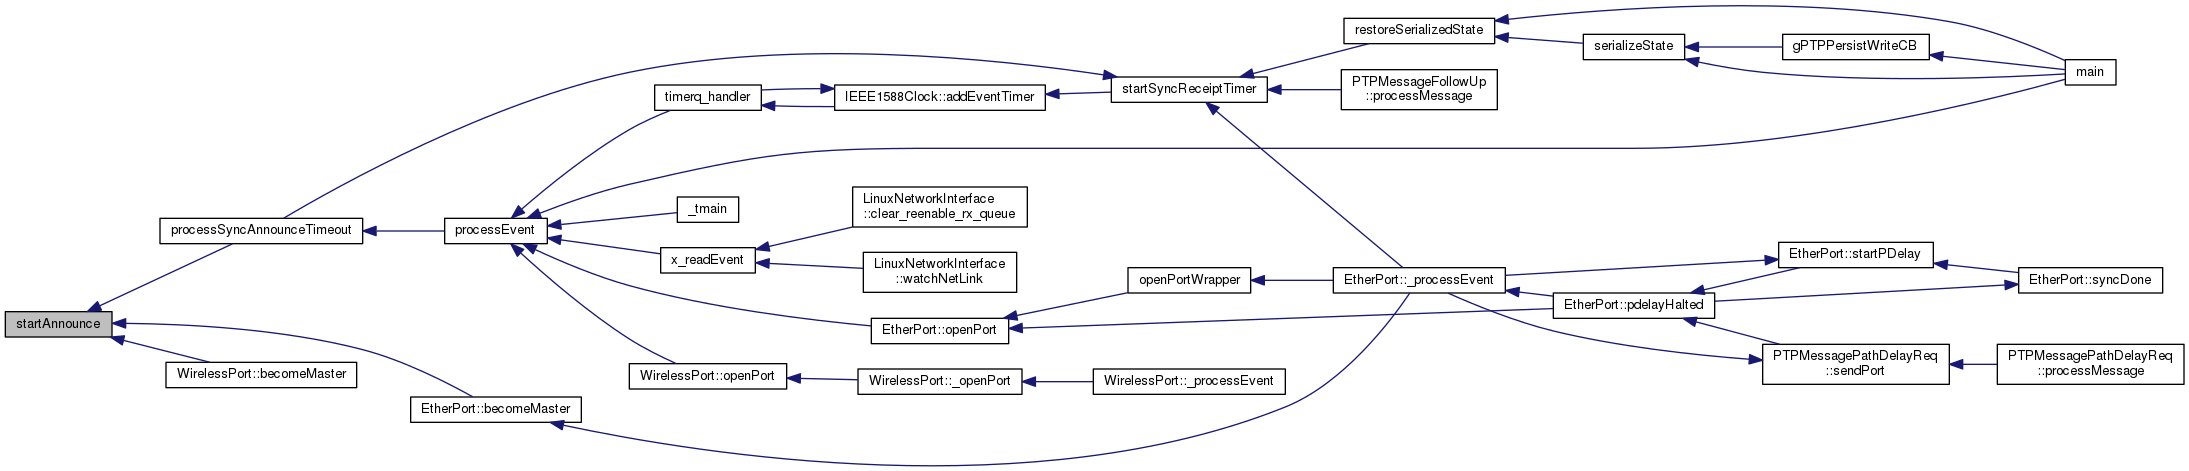 startAnnounce
processSyncAnnounceTimeout
WirelessPort::becomeMaster
EtherPort::becomeMaster
processEvent
timerq_handler
_tmain
x_readEvent
WirelessPort::openPort
IEEE1588Clock::addEventTimer
LinuxNetworkInterface
::clear_reenable_rx_queue
LinuxNetworkInterface
::watchNetLink
EtherPort::openPort
WirelessPort::_openPort
startSyncReceiptTimer
openPortWrapper
WirelessPort::_processEvent
restoreSerializedState
PTPMessageFollowUp
::processMessage
EtherPort::_processEvent
serializeState
EtherPort::pdelayHalted
gPTPPersistWriteCB
EtherPort::startPDelay
PTPMessagePathDelayReq
::sendPort
main
EtherPort::syncDone
PTPMessagePathDelayReq
::processMessage